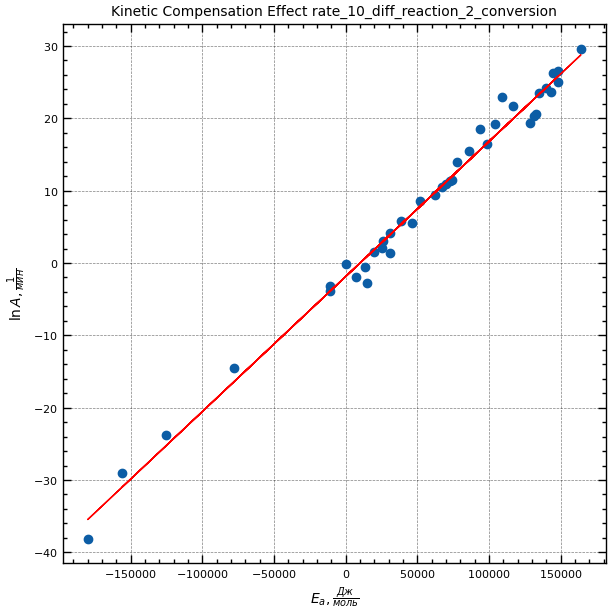 Kinetic Compensation Effect rate_10_diff_reaction_2_conversion
ln A, 1/мин
30
20
10
0
−10
−20
−30
−40
−150000 −100000 −50000 0 50000 100000 150000
E_a, Дж/моль